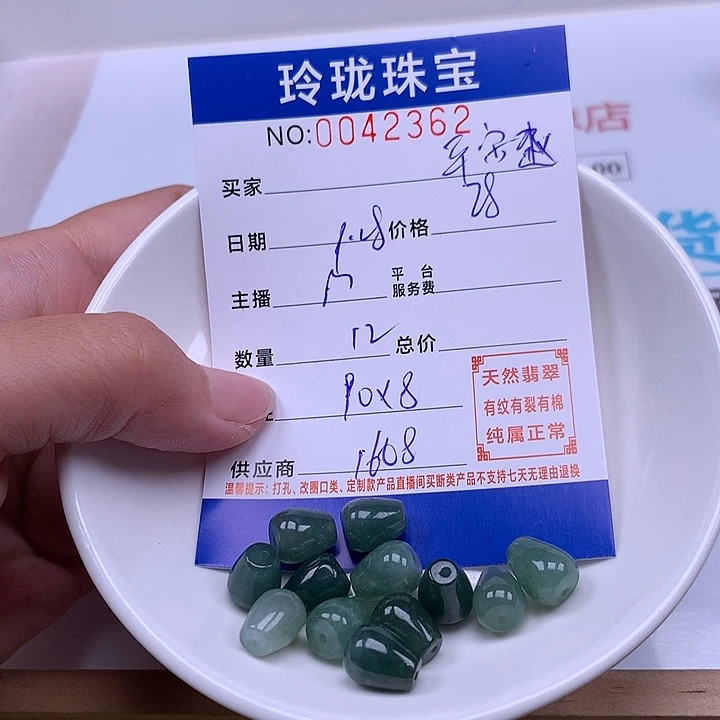 玲珑珠宝
NO:0042362
买家
28
日期 1.18 价格
主播 平台服务费
数量 12 总价
10x8
供应商 1608
天然翡翠
有纹有裂有棉
纯属正常
温馨提示:打孔、改圈口类、定制款产品直播间买断类产品不支持七天无理由退换
店
.00
货